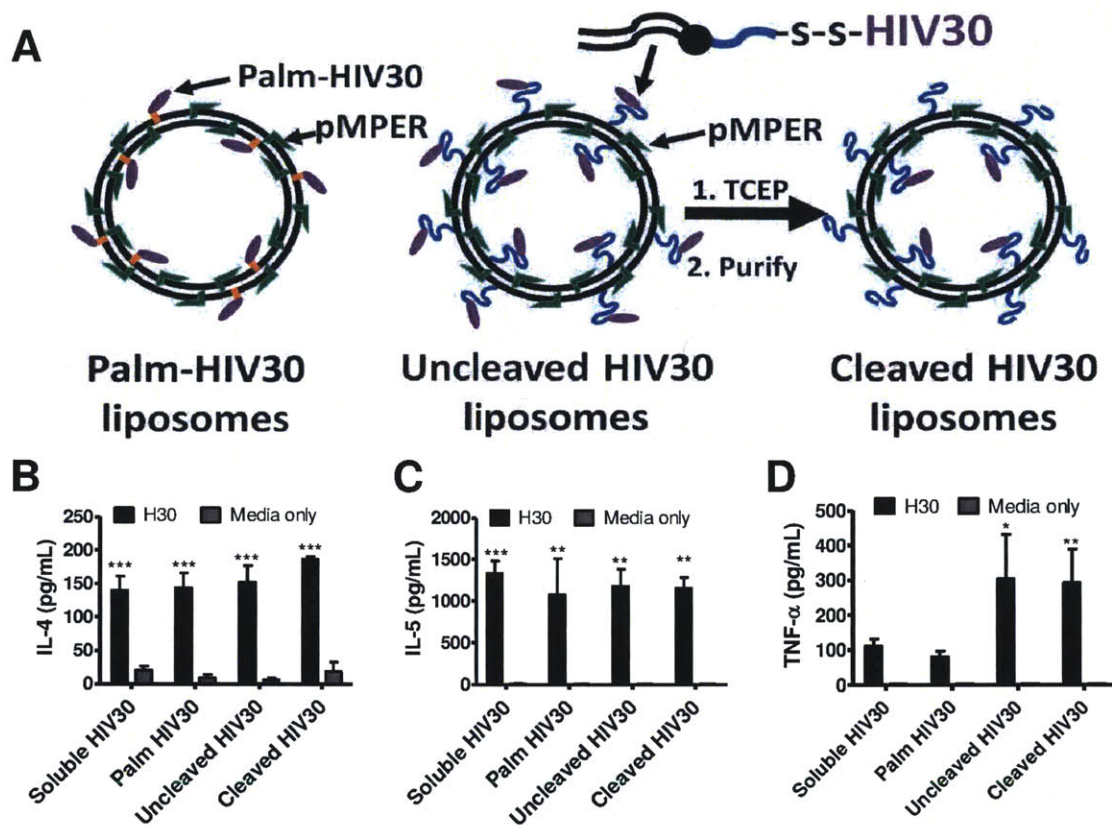 A
-S-S-HIV30
Palm-HIV30
pMPER
pMPER
1. TCEP
2. Purify
Palm-HIV30
liposomes
Uncleaved HIV30
liposomes
Cleaved HIV30
liposomes
B
H30 Media only
IL-4 (pg/mL)
250
200
150
100
50
0
*** *** *** ***
Soluble HIV30
Palm HIV30
Uncleaved HIV30
Cleaved HIV30
C
H30 Media only
IL-5 (pg/mL)
2000
1500
1000
500
0
*** ** ** **
Soluble HIV30
Palm HIV30
Uncleaved HIV30
Cleaved HIV30
D
H30 Media only
TNF-α (pg/mL)
500
400
300
200
100
0
* **
Soluble HIV30
Palm HIV30
Uncleaved HIV30
Cleaved HIV30